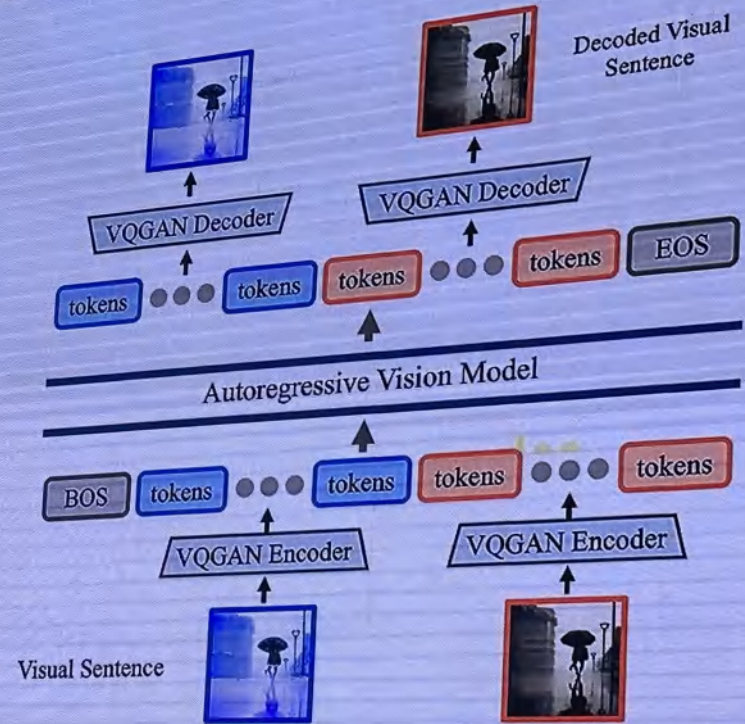 Decoded Visual
Sentence
VQGAN Decoder
VQGAN Decoder
tokens
tokens
tokens
tokens
EOS
Autoregressive Vision Model
BOS
tokens
tokens
tokens
tokens
VQGAN Encoder
VQGAN Encoder
Visual Sentence